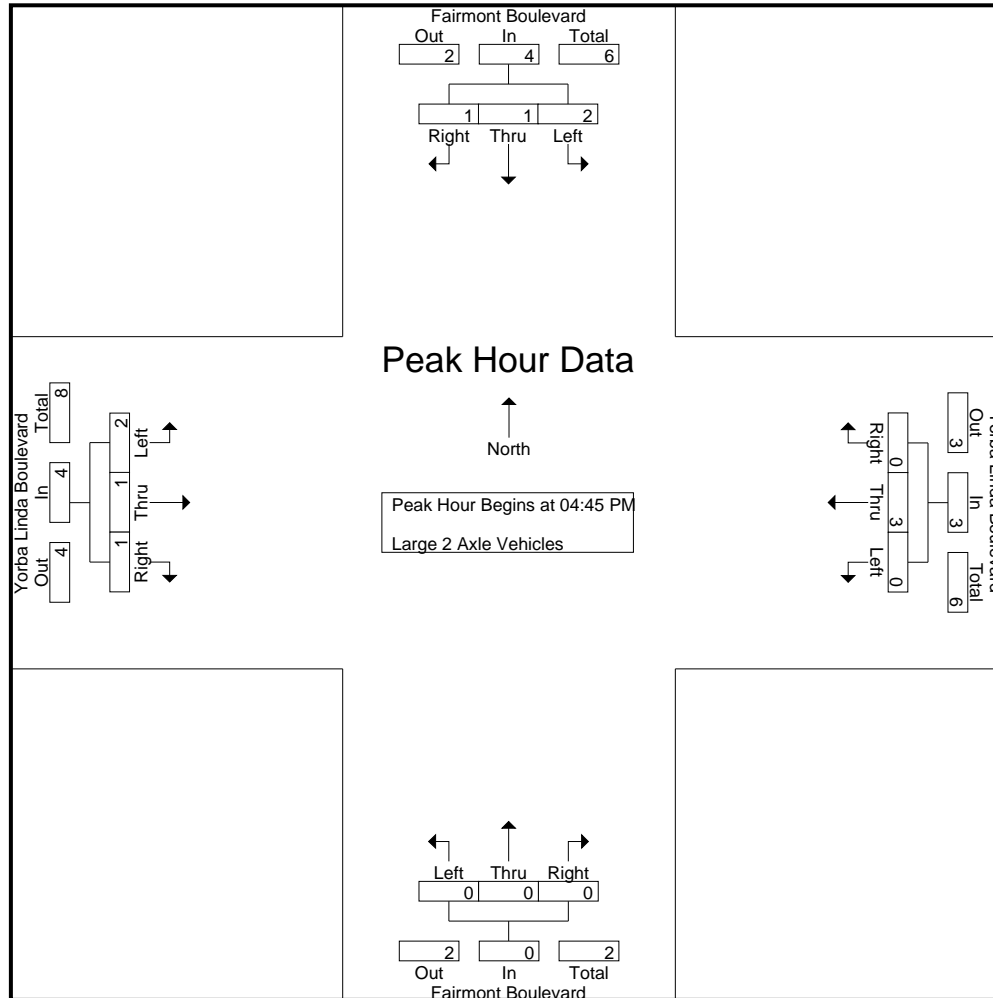 Fairmont Boulevard
Out In Total
2 4 6
1 1 2
Right Thru Left
Peak Hour Data
North
Peak Hour Begins at 04:45 PM
Large 2 Axle Vehicles
Yorba Linda Boulevard
Total In Out
8 4 4
2 1 1
Left Thru Right
Right Thru Left
0 3 0
Out In Total
3 3 6
Linda Boulevard
Left Thru Right
0 0 0
2 0 2
Out In Total
Fairmont Boulevard